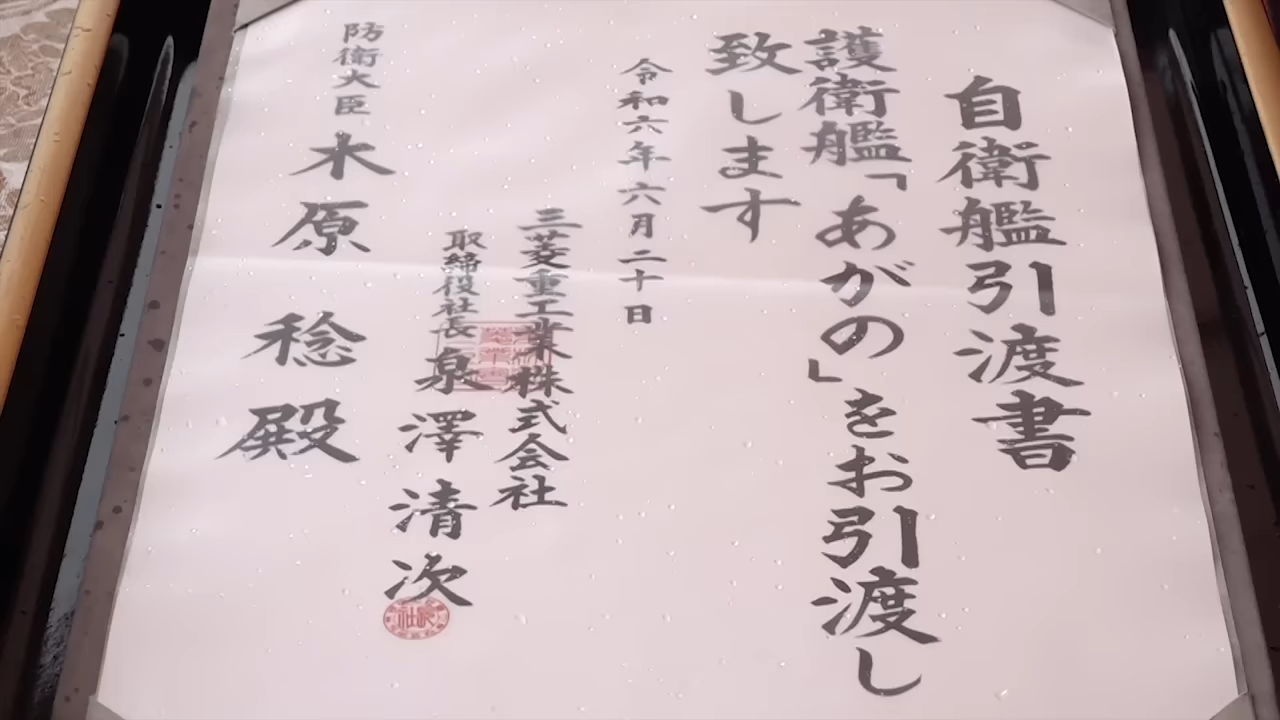 自衛艦引渡書
護衛艦「あがの」をお引渡し
致します
令和六年六月二十日
三菱重工業株式会社
取締役社長 泉澤清次
防衛大臣 木原 稔 殿